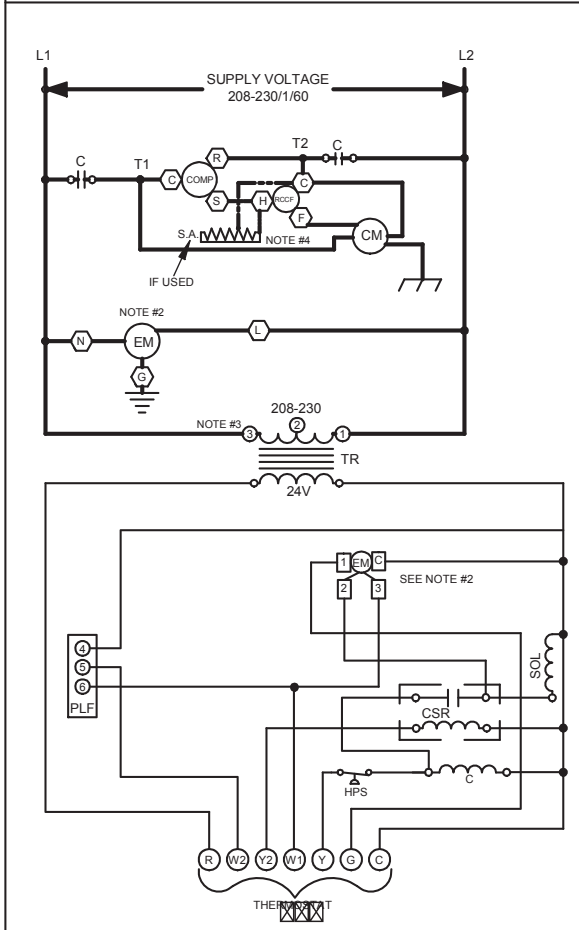 L1 L2
SUPPLY VOLTAGE
208-230/1/60
C T1 C COMP R S T2 C
C RCCF H F CM
S.A. NOTE #4
IF USED
NOTE #2
N EM L
G
208-230
NOTE #3 3 2 1
TR
24V
1 EM C
SEE NOTE #2
2 3
4
5
6
PLF
SOL
CSR
C
HPS
R W2 Y2 W1 Y G C
THERMOSTAT